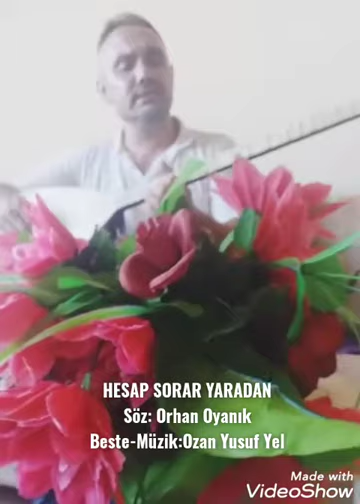 HESAP SORAR YARADAN
Söz: Orhan Oyanık
Beste-Müzik:Ozan Yusuf Yel
Made with
VideoShow